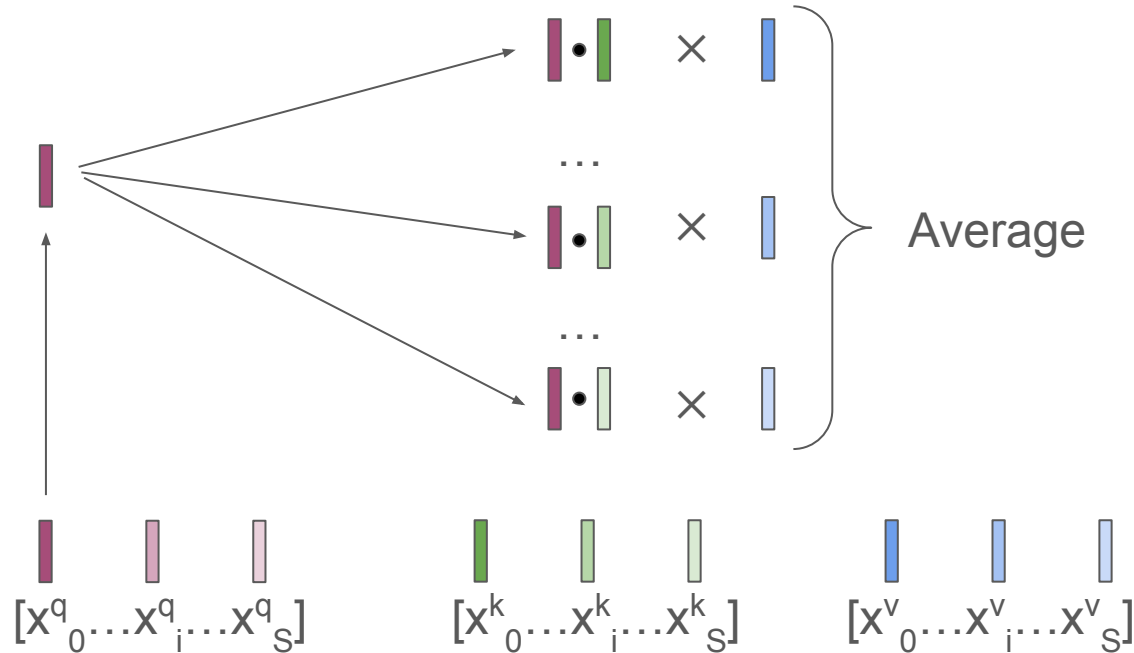 ×
...
×
Average
...
×
[x^q_0...x^q_i...x^q_S]
[x^k_0...x^k_i...x^k_S]
[x^v_0...x^v_i...x^v_S]